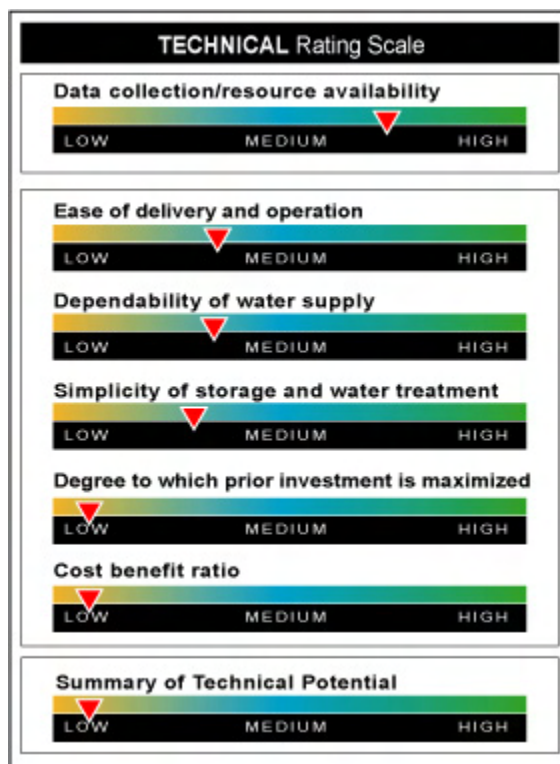 TECHNICAL Rating Scale
Data collection/resource availability
LOW MEDIUM HIGH
Ease of delivery and operation
LOW MEDIUM HIGH
Dependability of water supply
LOW MEDIUM HIGH
Simplicity of storage and water treatment
LOW MEDIUM HIGH
Degree to which prior investment is maximized
LOW MEDIUM HIGH
Cost benefit ratio
LOW MEDIUM HIGH
Summary of Technical Potential
LOW MEDIUM HIGH